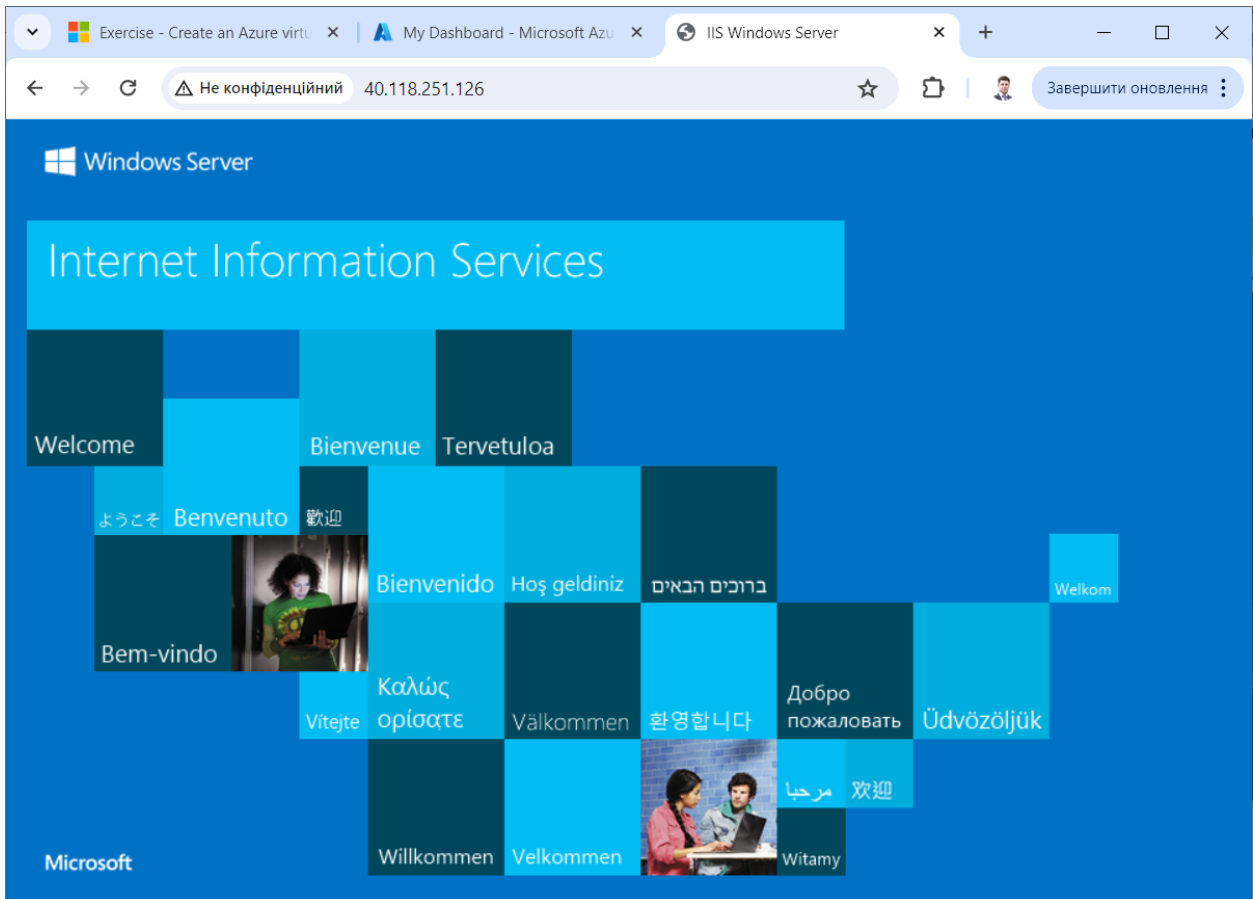 Exercise - Create an Azure virtu
My Dashboard - Microsoft Azu
IIS Windows Server
Не конфіденційний
40.118.251.126
Завершити оновлення
Windows Server
Internet Information Services
Welcome
Bienvenue
Tervetuloa
ようこそ
Benvenuto
歡迎
Bienvenido
Hoş geldiniz
ברוכים הבאים
Welkom
Bem-vindo
Vítejte
Καλώς
ορίσατε
Välkommen
환영합니다
Добро
пожаловать
Üdvözöljük
مرحبا
欢迎
Willkommen
Velkommen
Witamy
Microsoft